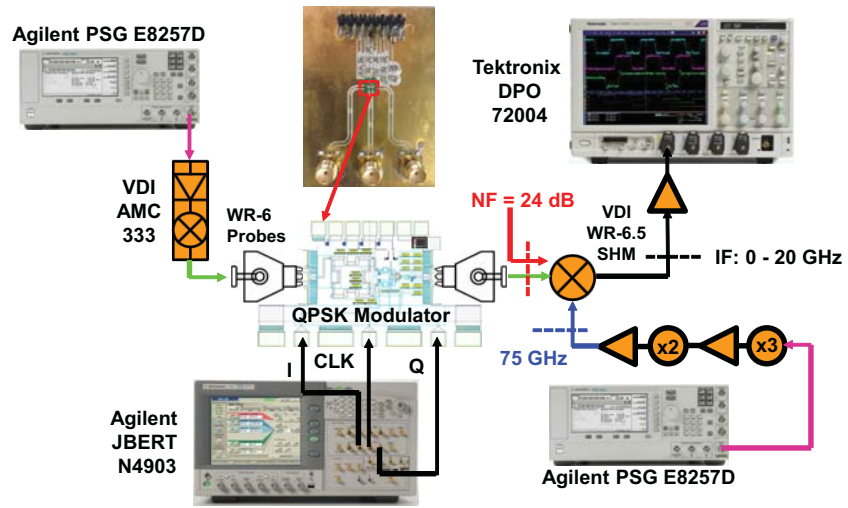 Agilent PSG E8257D
Tektronix
DPO
72004
VDI
AMC
333
WR-6
Probes
NF = 24 dB
VDI
WR-6.5
SHM
IF: 0 - 20 GHz
QPSK Modulator
I
CLK
Q
75 GHz
x2
x3
Agilent
JBERT
N4903
Agilent PSG E8257D